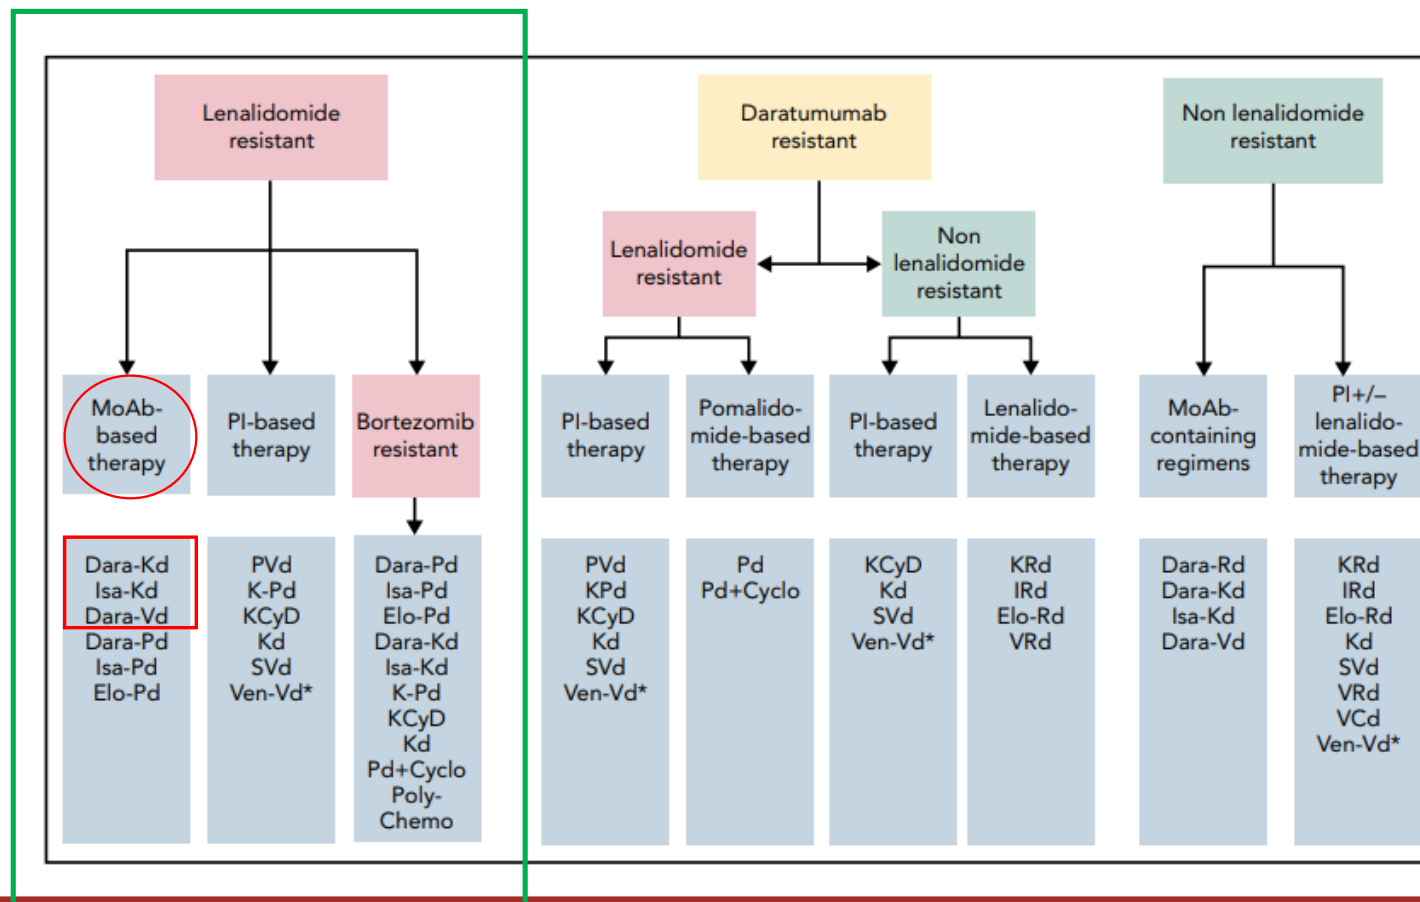 Lenalidomide
resistant
Daratumumab
resistant
Non lenalidomide
resistant
Lenalidomide
resistant
Non
lenalidomide
resistant
MoAb-
based
therapy
PI-based
therapy
Bortezomib
resistant
PI-based
therapy
Pomalido-
mide-based
therapy
PI-based
therapy
Lenalido-
mide-based
therapy
MoAb-
containing
regimens
PI+/–
lenalido-
mide-based
therapy
Dara-Kd
Isa-Kd
Dara-Vd
Dara-Pd
Isa-Pd
Elo-Pd
PVd
K-Pd
KCyD
Kd
SVd
Ven-Vd*
Dara-Pd
Isa-Pd
Elo-Pd
Dara-Kd
Isa-Kd
K-Pd
KCyD
Kd
Pd+Cyclo
Poly-
Chemo
PVd
KPd
KCyD
Kd
SVd
Ven-Vd*
Pd
Pd+Cyclo
KCyD
Kd
SVd
Ven-Vd*
KRd
IRd
Elo-Rd
VRd
Dara-Rd
Dara-Kd
Isa-Kd
Dara-Vd
KRd
IRd
Elo-Rd
Kd
SVd
VRd
VCd
Ven-Vd*